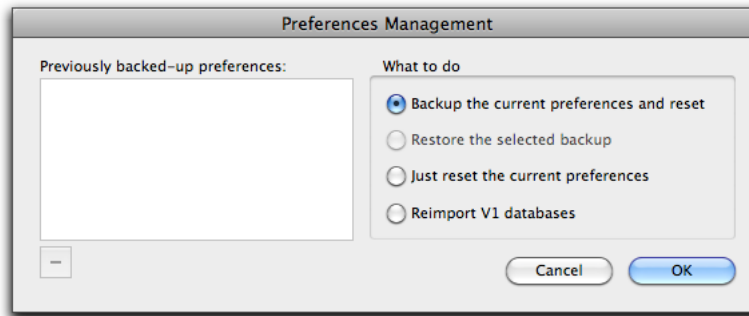 Preferences Management
Previously backed-up preferences:
What to do
Backup the current preferences and reset
Restore the selected backup
Just reset the current preferences
Reimport V1 databases
Cancel
OK